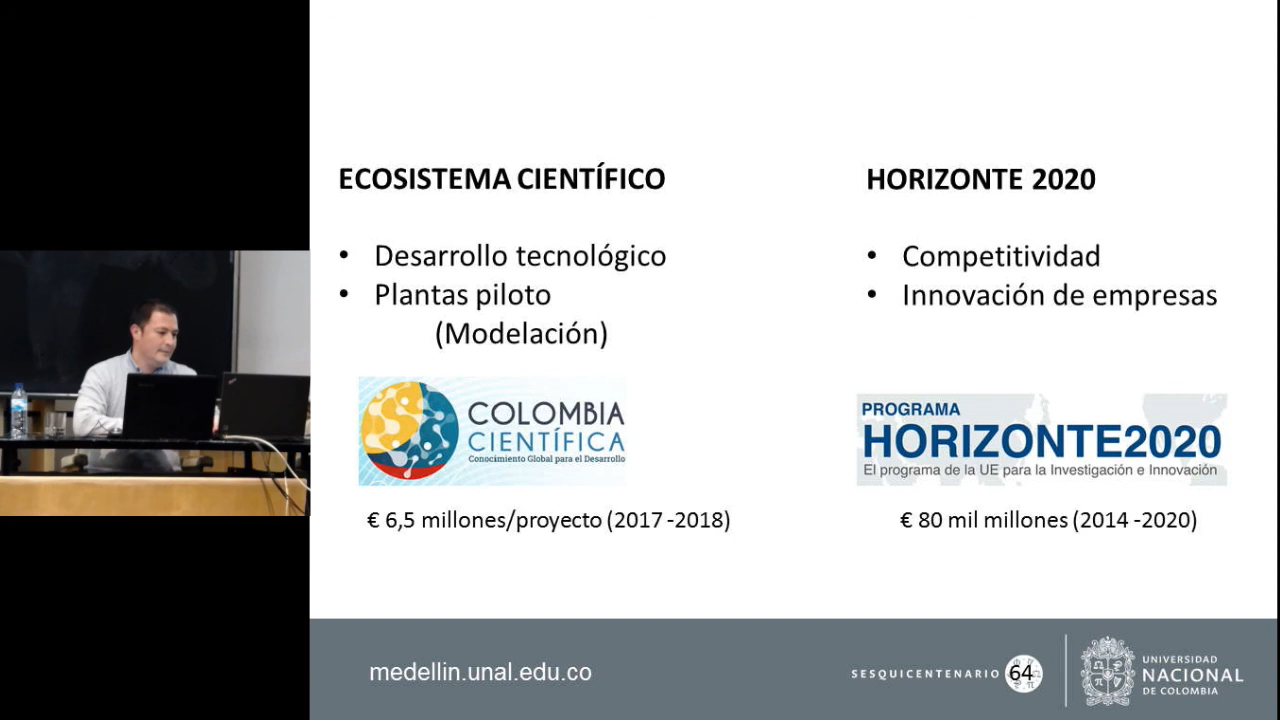 ECOSISTEMA CIENTÍFICO
• Desarrollo tecnológico
• Plantas piloto
(Modelación)
COLOMBIA
CIENTÍFICA
Conocimiento Global para el Desarrollo
€ 6,5 millones/proyecto (2017 -2018)
HORIZONTE 2020
• Competitividad
• Innovación de empresas
PROGRAMA
HORIZONTE2020
El programa de la UE para la Investigación e Innovación
€ 80 mil millones (2014 -2020)
medellin.unal.edu.co
SESQUICENTENARIO 64
UNIVERSIDAD
NACIONAL
DE COLOMBIA